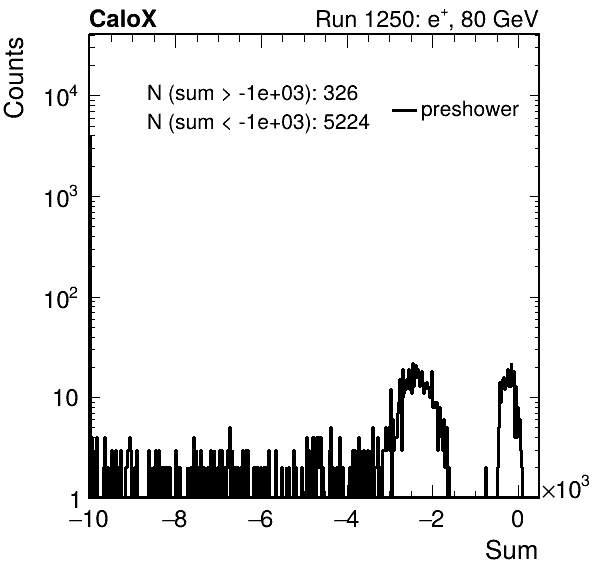 CaloX Run 1250: e⁺, 80 GeV
Counts
N (sum > -1e+03): 326
N (sum < -1e+03): 5224
preshower
10⁴
10³
10²
10
1
−10 −8 −6 −4 −2 0
×10³
Sum